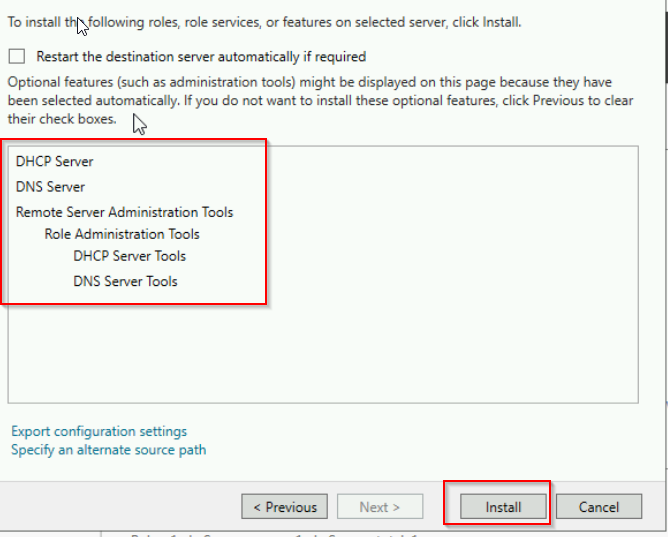 To install the following roles, role services, or features on selected server, click Install.
Restart the destination server automatically if required
Optional features (such as administration tools) might be displayed on this page because they have
been selected automatically. If you do not want to install these optional features, click Previous to clear
their check boxes.
DHCP Server
DNS Server
Remote Server Administration Tools
Role Administration Tools
DHCP Server Tools
DNS Server Tools
Export configuration settings
Specify an alternate source path
< Previous
Next >
Install
Cancel